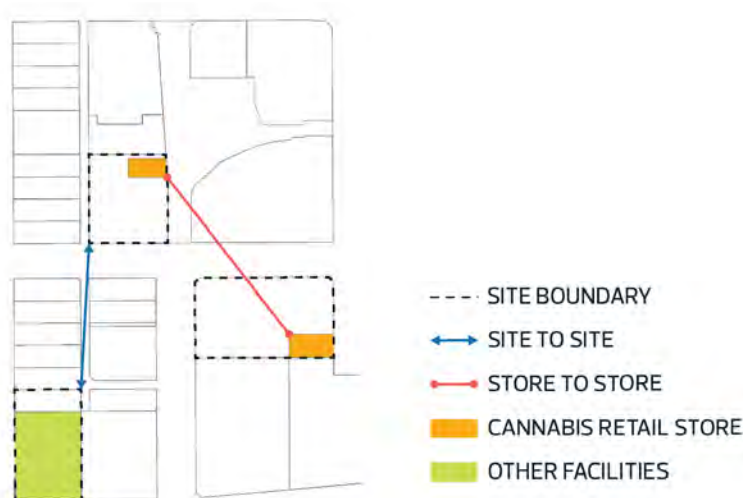 SITE BOUNDARY
SITE TO SITE
STORE TO STORE
CANNABIS RETAIL STORE
OTHER FACILITIES